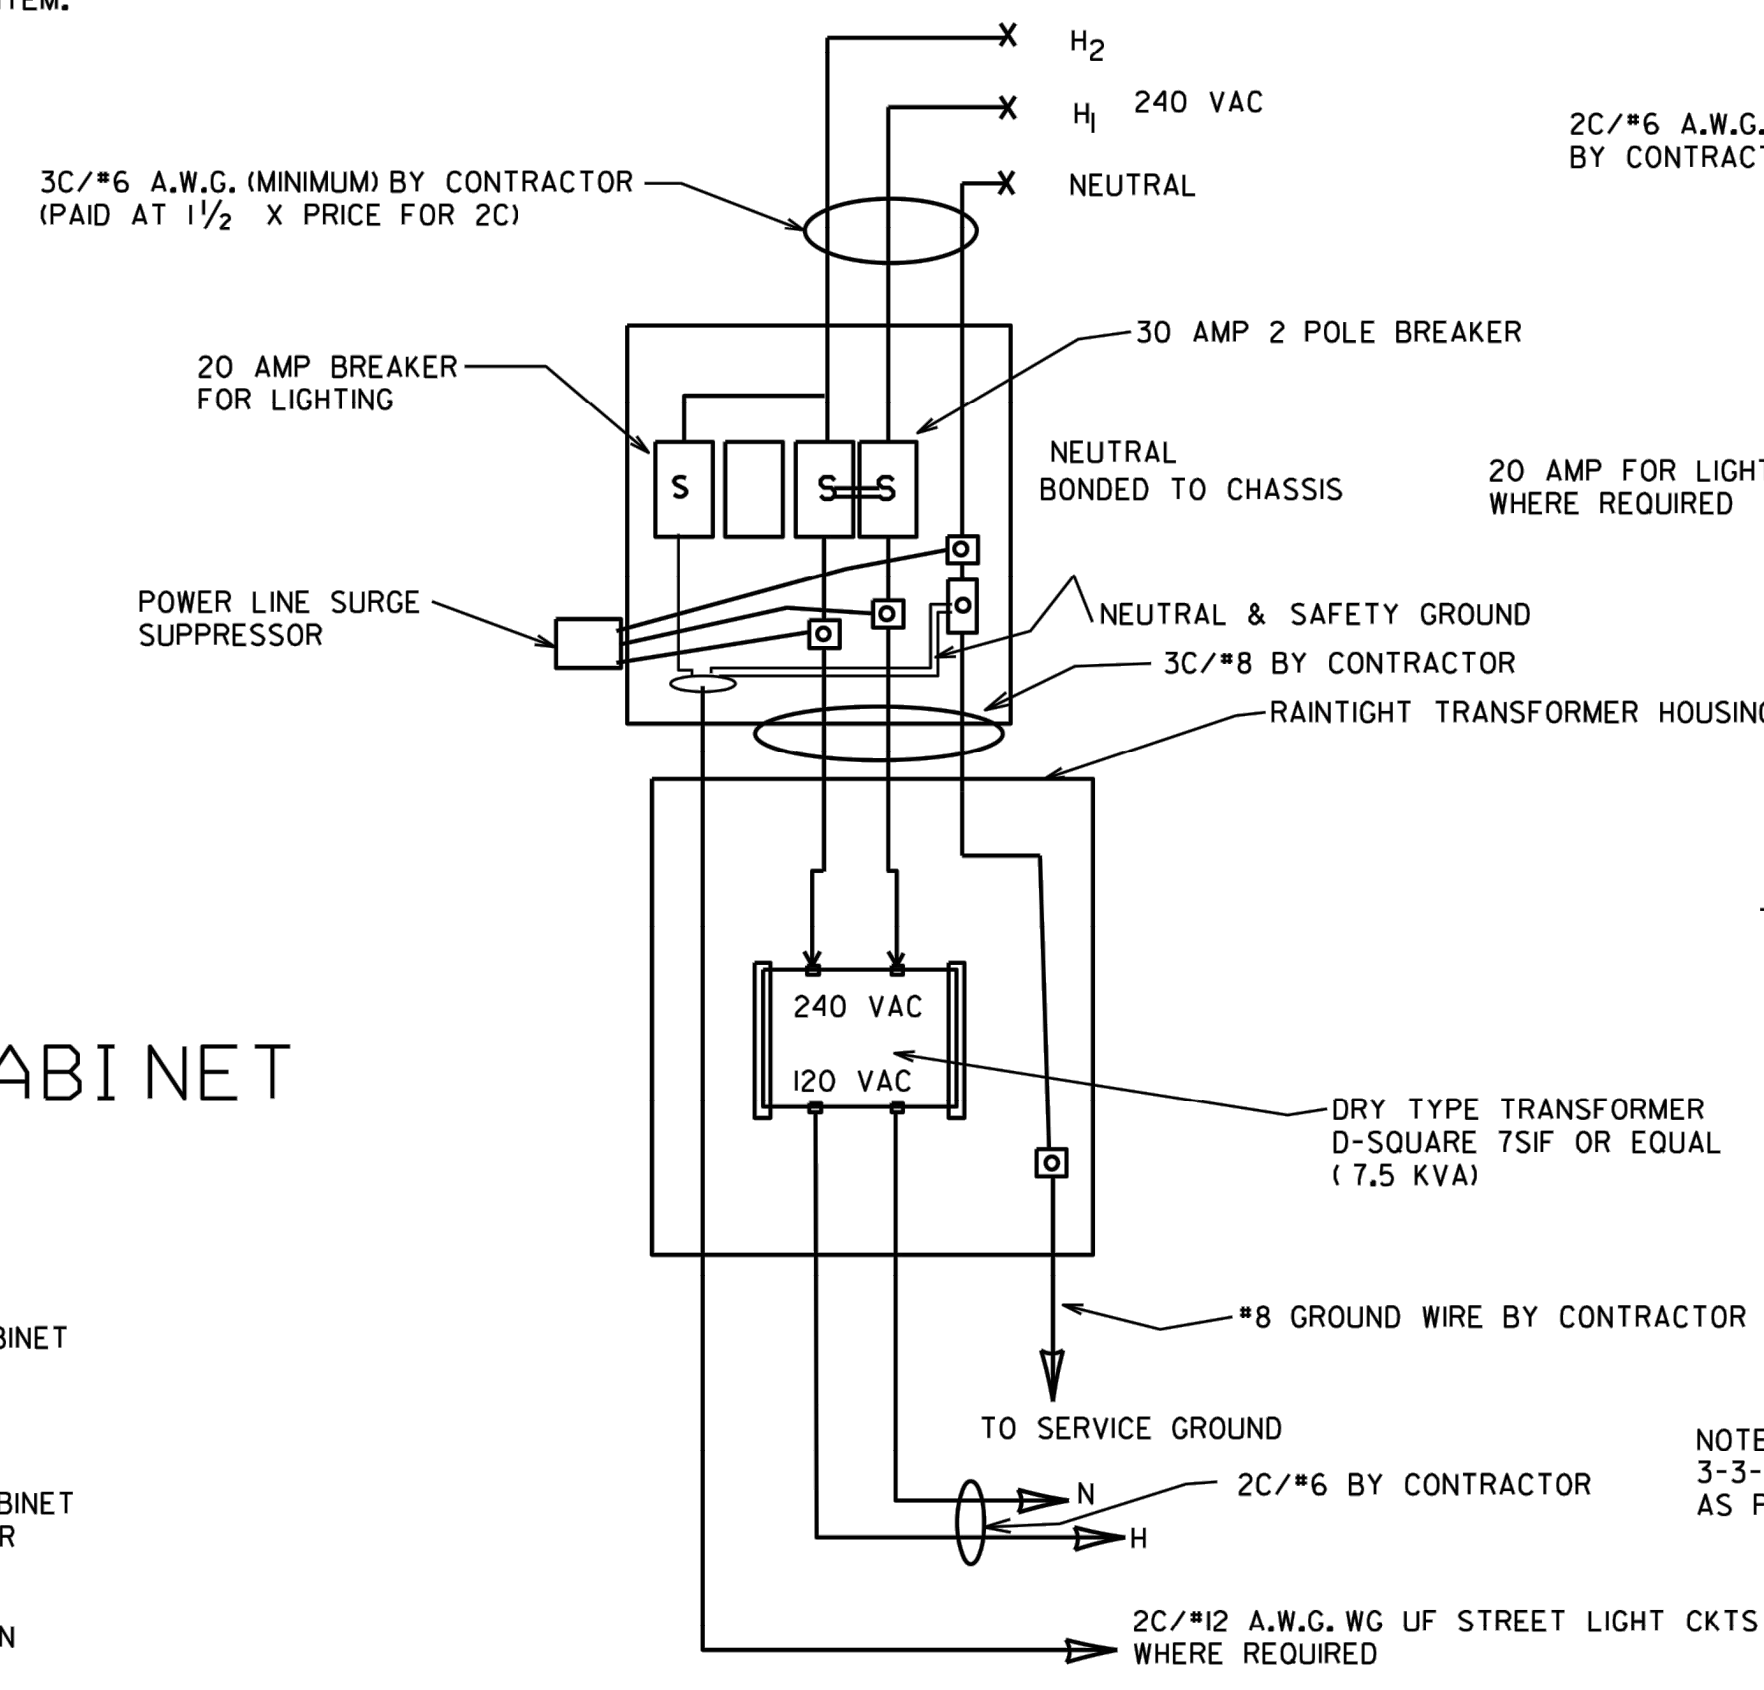 H2
H1 240 VAC
2C/#6 A.W.G.
BY CONTRACT
3C/#6 A.W.G. (MINIMUM) BY CONTRACTOR
(PAID AT 1 1/2 X PRICE FOR 2C)
NEUTRAL
30 AMP 2 POLE BREAKER
20 AMP BREAKER
FOR LIGHTING
NEUTRAL
BONDED TO CHASSIS
20 AMP FOR LIGHT
WHERE REQUIRED
S
S
S
POWER LINE SURGE
SUPPRESSOR
NEUTRAL & SAFETY GROUND
3C/#8 BY CONTRACTOR
RAINTIGHT TRANSFORMER HOUSING
240 VAC
120 VAC
ABINET
DRY TYPE TRANSFORMER
D-SQUARE 7SIF OR EQUAL
( 7.5 KVA)
#8 GROUND WIRE BY CONTRACTOR
BINET
TO SERVICE GROUND
NOTE
3-3-
AS F
2C/#6 BY CONTRACTOR
N
H
BINET
R
N
2C/#12 A.W.G. WG UF STREET LIGHT CKTS
WHERE REQUIRED